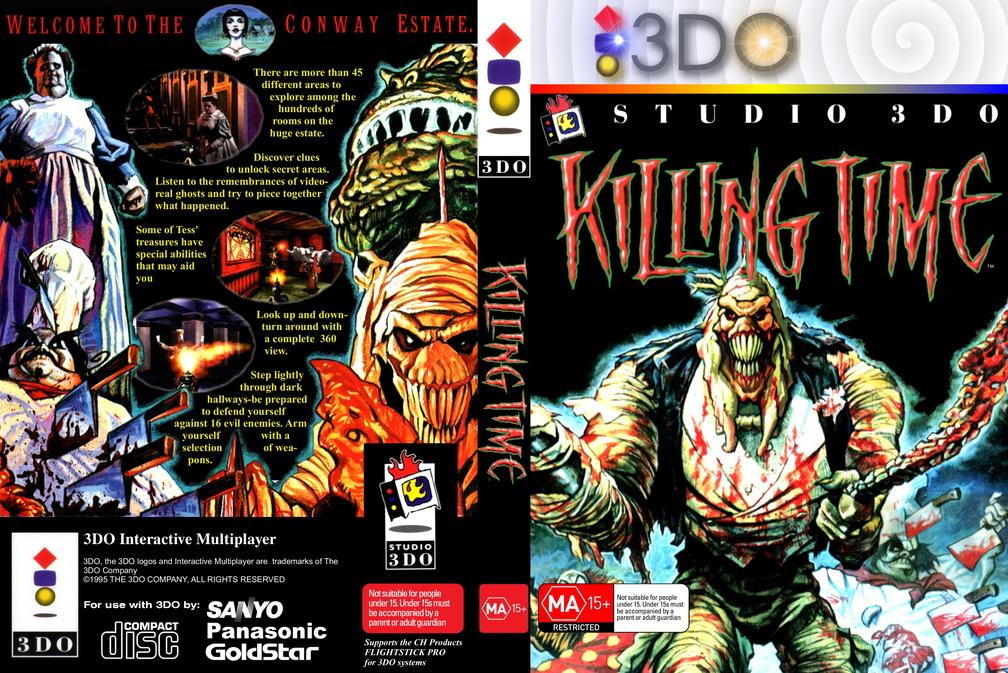 WELCOME TO THE
CONWAY ESTATE.
There are more than 45
different areas to
explore among the
hundreds of
rooms on the
huge estate.
Discover clues
to unlock secret areas.
Listen to the remembrances of video-
real ghosts and try to piece together
what happened.
Some of Tess'
treasures have
special abilities
that may aid
you
Look up and down-
turn around with
a complete 360
view.
Step lightly
through dark
hallways-be prepared
to defend yourself
against 16 evil enemies. Arm
yourself with a
selection of wea-
pons.
STUDIO
3DO
3DO Interactive Multiplayer
3DO, the 3DO logos and Interactive Multiplayer are trademarks of The
3DO Company
©1995 THE 3DO COMPANY, ALL RIGHTS RESERVED
3DO
For use with 3DO by:
COMPACT
disc
SANYO
Panasonic
GoldStar
Not suitable for people
under 15. Under 15s must
be accompanied by a
parent or adult guardian
Supports the CH Products
FLIGHTSTICK PRO
for 3DO systems
3DO
KILLING TIME
MA 15+
3DO
STUDIO 3DO
KILLING TIME
™
MA 15+
RESTRICTED
Not suitable for people
under 15. Under 15s must
be accompanied by a
parent or adult guardian